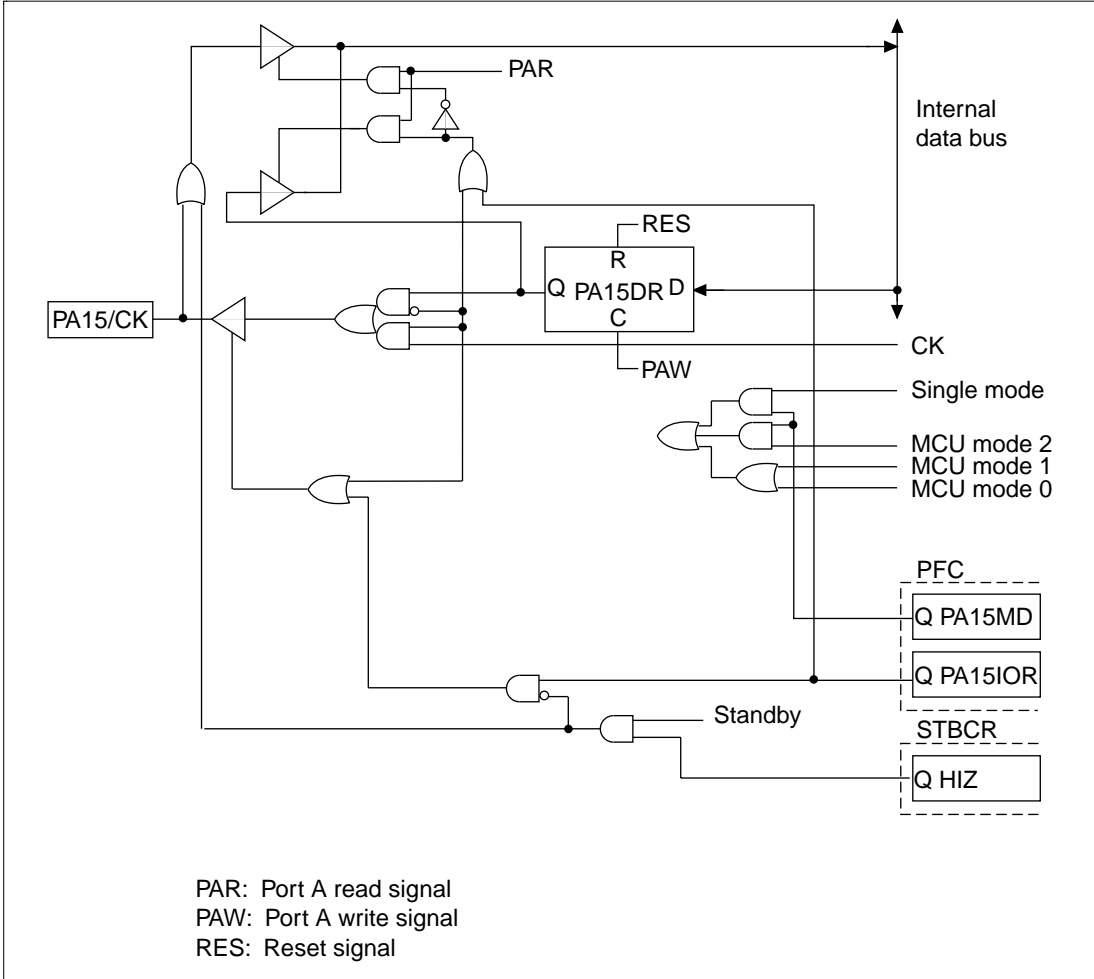 PAR
Internal
data bus
RES
R
Q PA15DR D
C
PA15/CK
PAW
CK
Single mode
MCU mode 2
MCU mode 1
MCU mode 0
PFC
Q PA15MD
Q PA15IOR
Standby
STBCR
Q HIZ
PAR: Port A read signal
PAW: Port A write signal
RES: Reset signal